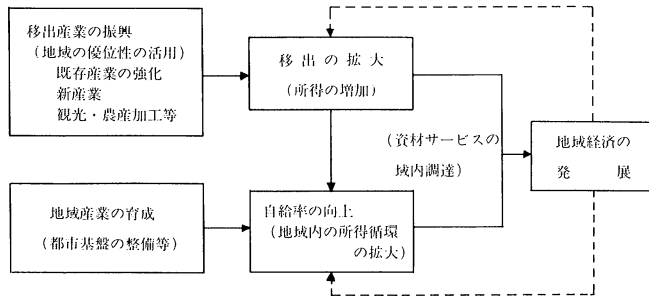 移出産業の振興
(地域の優位性の活用)
既存産業の強化
新産業
観光・農産加工等
移出の拡大
(所得の増加)
(資材サービスの
域内調達)
地域経済の
発展
地域産業の育成
(都市基盤の整備等)
自給率の向上
(地域内の所得循環
の拡大)